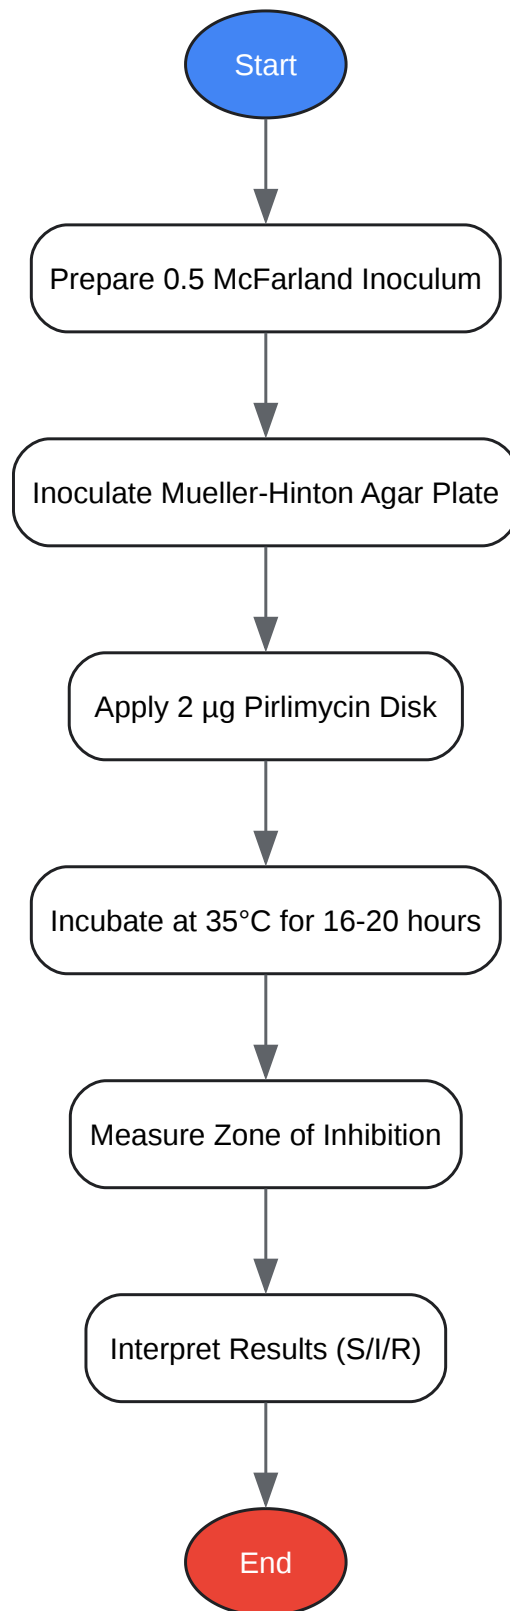 Start
Prepare 0.5 McFarland Inoculum
Inoculate Mueller-Hinton Agar Plate
Apply 2 µg Pirlimycin Disk
Incubate at 35°C for 16-20 hours
Measure Zone of Inhibition
Interpret Results (S/I/R)
End